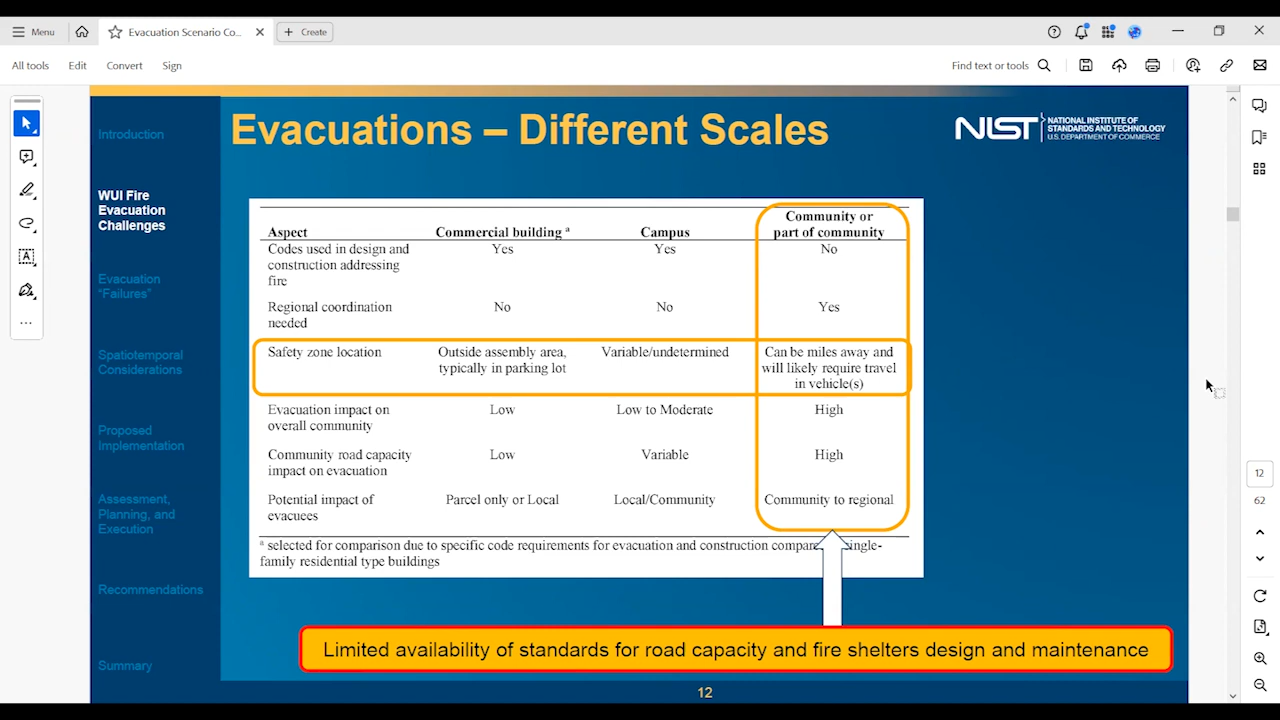 Menu
Evacuation Scenario Co...
Create
All tools
Edit
Convert
Sign
Find text or tools
Introduction
WUI Fire
Evacuation
Challenges
Evacuation
“Failures”
Spatiotemporal
Considerations
Proposed
Implementation
Assessment,
Planning, and
Execution
Recommendations
Summary
Evacuations – Different Scales
NIST
NATIONAL INSTITUTE OF
STANDARDS AND TECHNOLOGY
U.S. DEPARTMENT OF COMMERCE
Community or
Aspect Commercial building a Campus part of community
Codes used in design and Yes Yes No
construction addressing
fire
Regional coordination No No Yes
needed
Safety zone location Outside assembly area, Variable/undetermined Can be miles away and
typically in parking lot will likely require travel
in vehicle(s)
Evacuation impact on Low Low to Moderate High
overall community
Community road capacity Low Variable High
impact on evacuation
Potential impact of Parcel only or Local Local/Community Community to regional
evacuees
a selected for comparison due to specific code requirements for evacuation and construction compare single-
family residential type buildings
Limited availability of standards for road capacity and fire shelters design and maintenance
12
12
62